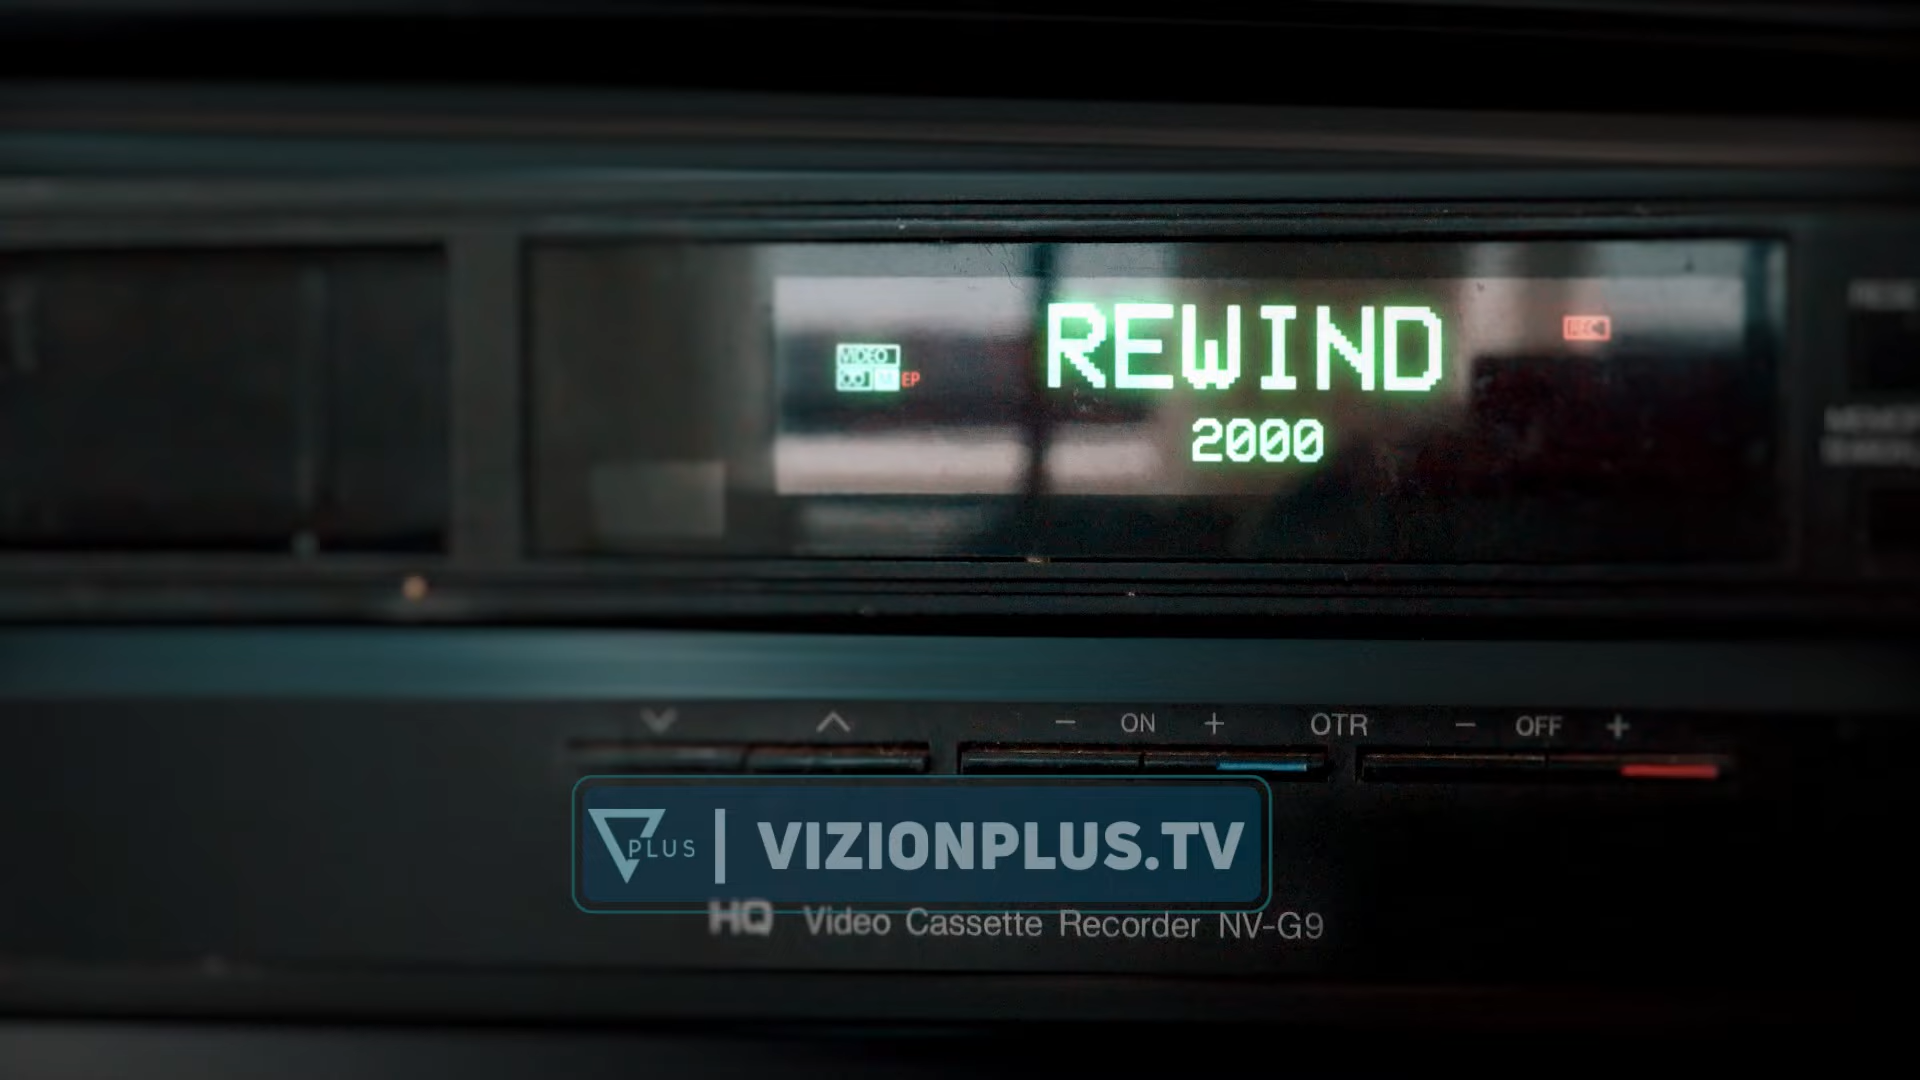 REWIND
REC
VIDEO
EP
2000
− ON + OTR − OFF +
PLUS | VIZIONPLUS.TV
HQ Video Cassette Recorder NV-G9